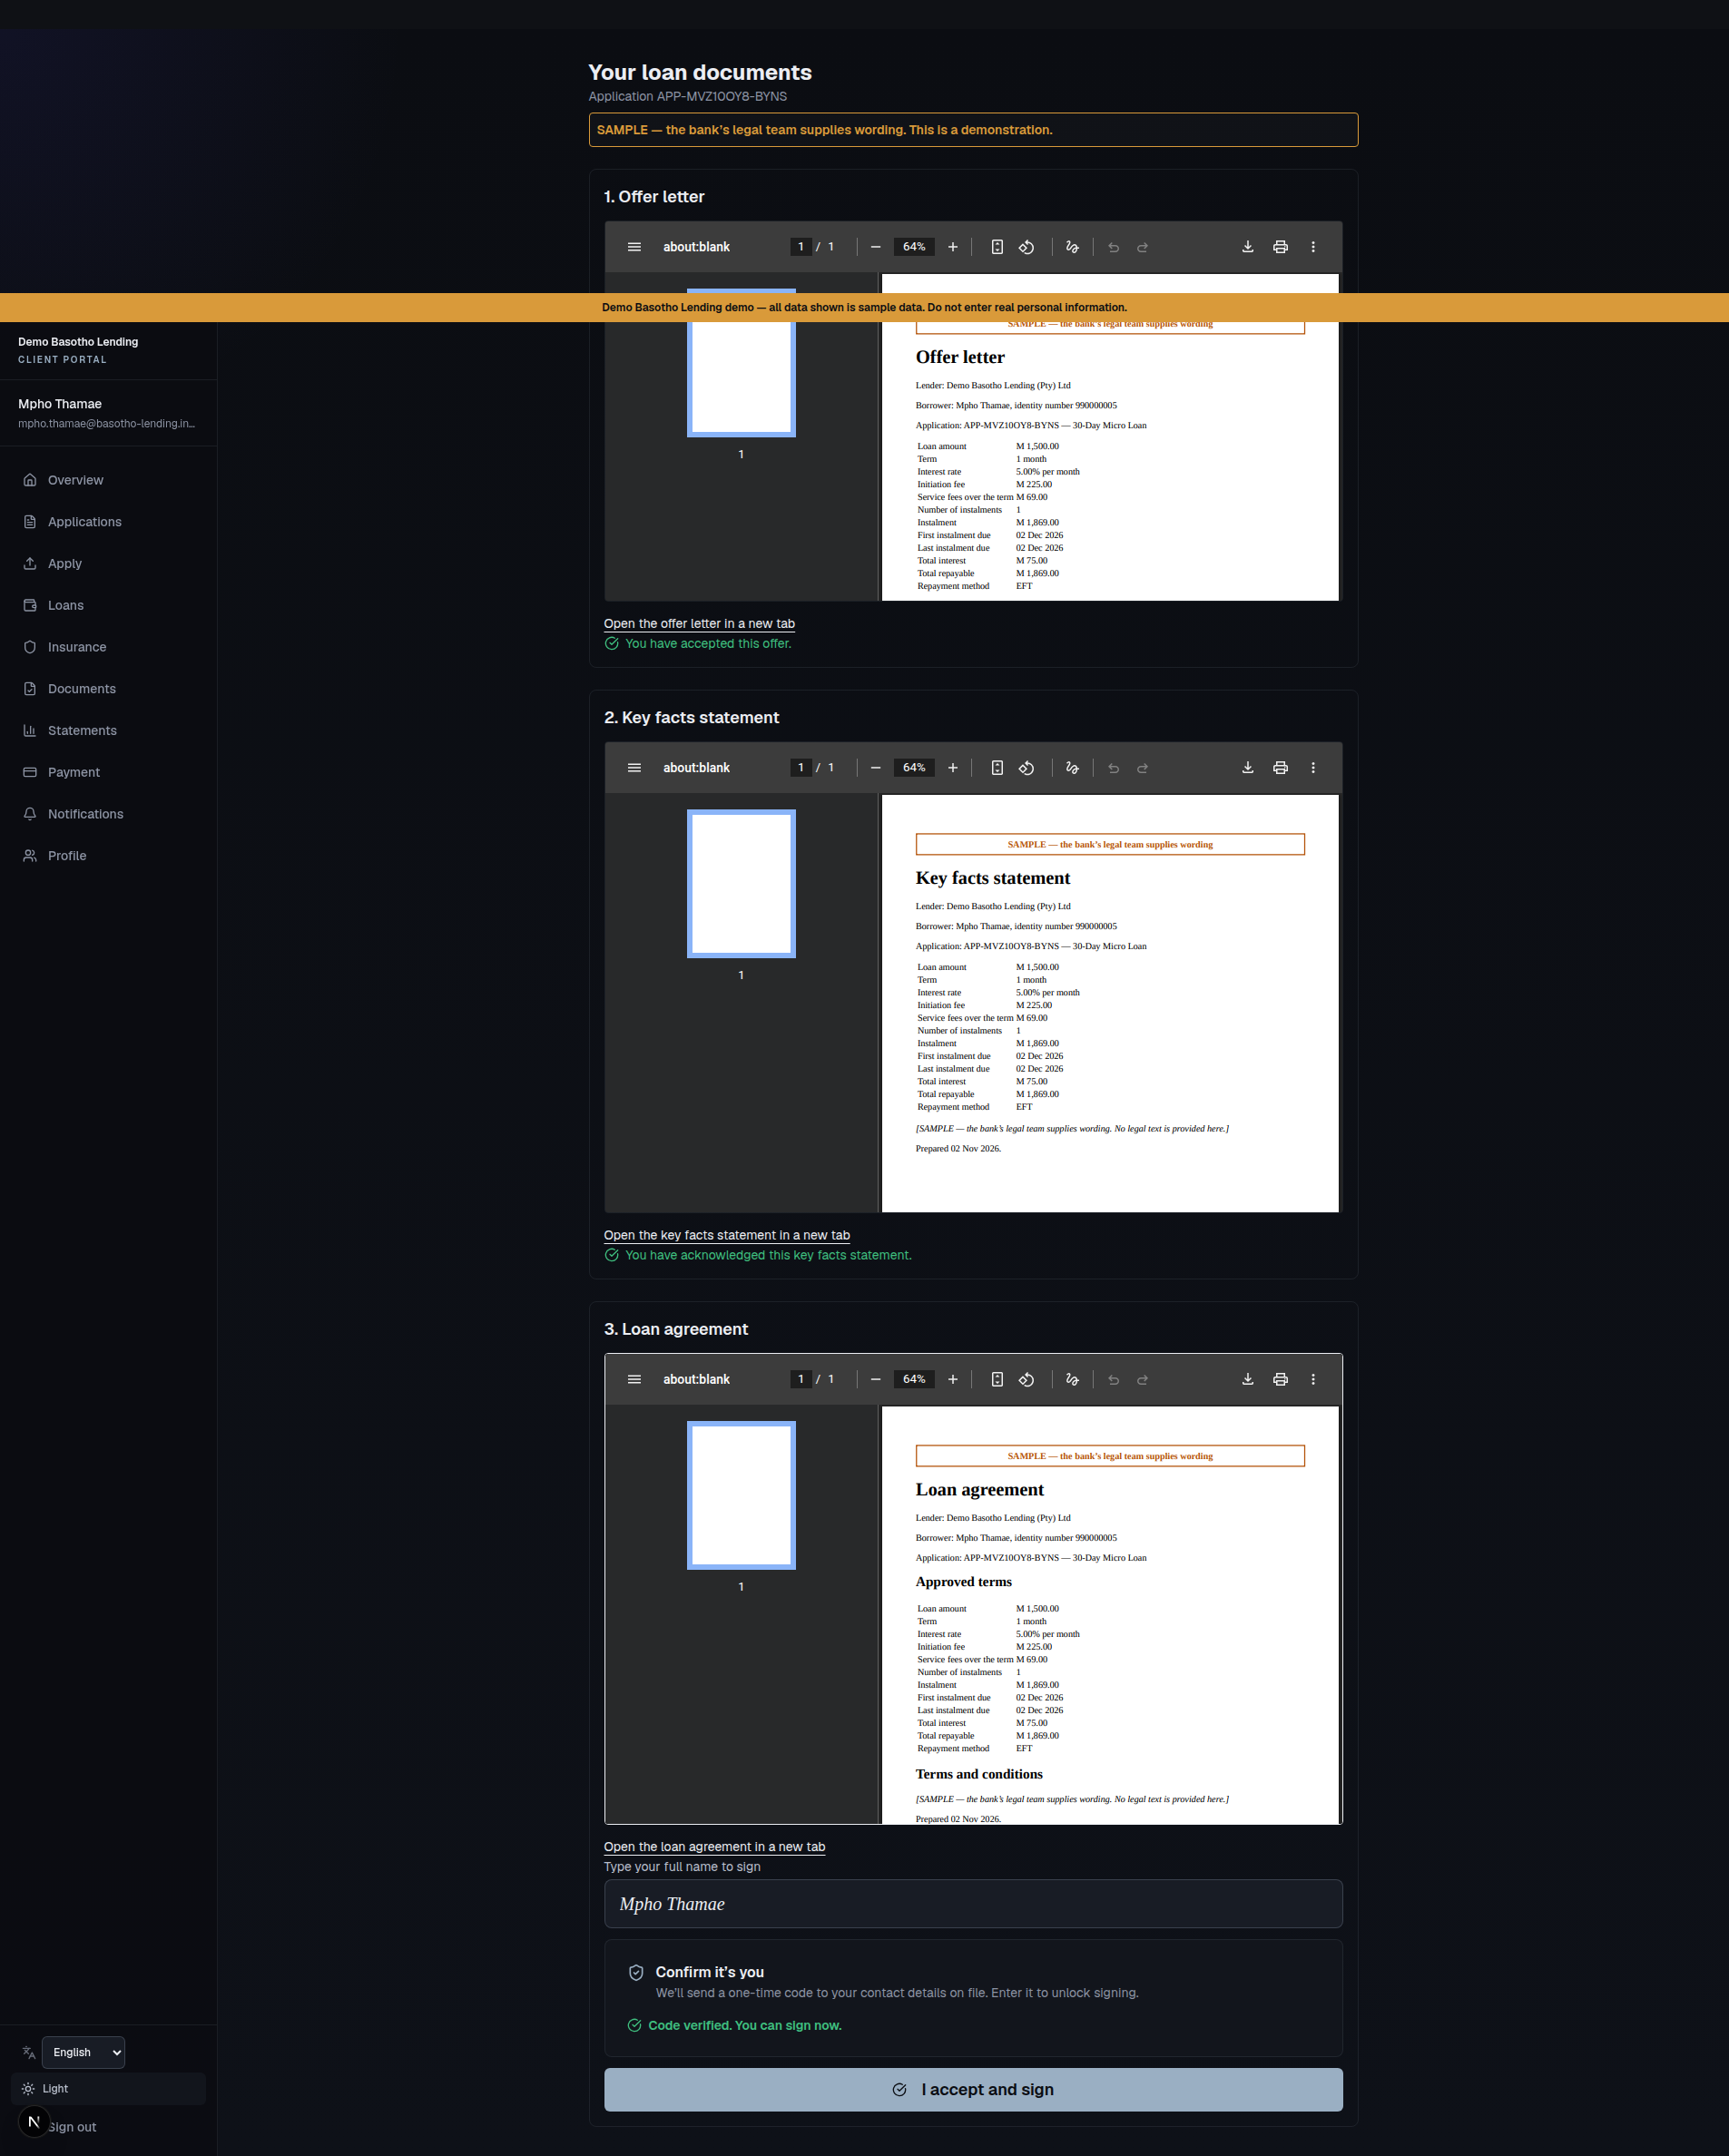 Your loan documents
Application APP-MVZ10OY8-BYNS
SAMPLE — the bank’s legal team supplies wording. This is a demonstration.
1. Offer letter
about:blank
1 / 1
64%
Demo Basotho Lending demo — all data shown is sample data. Do not enter real personal information.
SAMPLE — the bank’s legal team supplies wording
1
Offer letter
Lender: Demo Basotho Lending (Pty) Ltd
Borrower: Mpho Thamae, identity number 990000005
Application: APP-MVZ10OY8-BYNS — 30-Day Micro Loan
Loan amount M 1,500.00
Term 1 month
Interest rate 5.00% per month
Initiation fee M 225.00
Service fees over the term M 69.00
Number of instalments 1
Instalment M 1,869.00
First instalment due 02 Dec 2026
Last instalment due 02 Dec 2026
Total interest M 75.00
Total repayable M 1,869.00
Repayment method EFT
Open the offer letter in a new tab
You have accepted this offer.
2. Key facts statement
about:blank
1 / 1
64%
1
SAMPLE — the bank’s legal team supplies wording
Key facts statement
Lender: Demo Basotho Lending (Pty) Ltd
Borrower: Mpho Thamae, identity number 990000005
Application: APP-MVZ10OY8-BYNS — 30-Day Micro Loan
Loan amount M 1,500.00
Term 1 month
Interest rate 5.00% per month
Initiation fee M 225.00
Service fees over the term M 69.00
Number of instalments 1
Instalment M 1,869.00
First instalment due 02 Dec 2026
Last instalment due 02 Dec 2026
Total interest M 75.00
Total repayable M 1,869.00
Repayment method EFT
[SAMPLE — the bank’s legal team supplies wording. No legal text is provided here.]
Prepared 02 Nov 2026.
Open the key facts statement in a new tab
You have acknowledged this key facts statement.
3. Loan agreement
about:blank
1 / 1
64%
1
SAMPLE — the bank’s legal team supplies wording
Loan agreement
Lender: Demo Basotho Lending (Pty) Ltd
Borrower: Mpho Thamae, identity number 990000005
Application: APP-MVZ10OY8-BYNS — 30-Day Micro Loan
Approved terms
Loan amount M 1,500.00
Term 1 month
Interest rate 5.00% per month
Initiation fee M 225.00
Service fees over the term M 69.00
Number of instalments 1
Instalment M 1,869.00
First instalment due 02 Dec 2026
Last instalment due 02 Dec 2026
Total interest M 75.00
Total repayable M 1,869.00
Repayment method EFT
Terms and conditions
[SAMPLE — the bank’s legal team supplies wording. No legal text is provided here.]
Prepared 02 Nov 2026.
Open the loan agreement in a new tab
Type your full name to sign
Mpho Thamae
Confirm it’s you
We’ll send a one-time code to your contact details on file. Enter it to unlock signing.
Code verified. You can sign now.
I accept and sign
Demo Basotho Lending
CLIENT PORTAL
Mpho Thamae
mpho.thamae@basotho-lending.in…
Overview
Applications
Apply
Loans
Insurance
Documents
Statements
Payment
Notifications
Profile
English
Light
N
Sign out